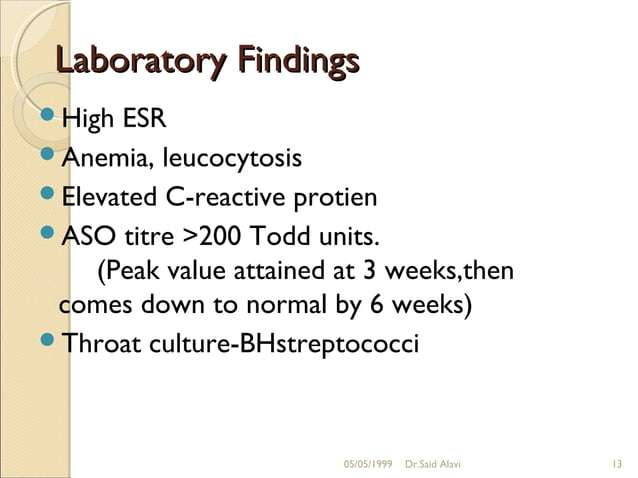 Laboratory Findings
High ESR
Anemia, leucocytosis
Elevated C-reactive protien
ASO titre >200 Todd units.
(Peak value attained at 3 weeks,then
comes down to normal by 6 weeks)
Throat culture-BHstreptococci
05/05/1999 Dr.Said Alavi 13